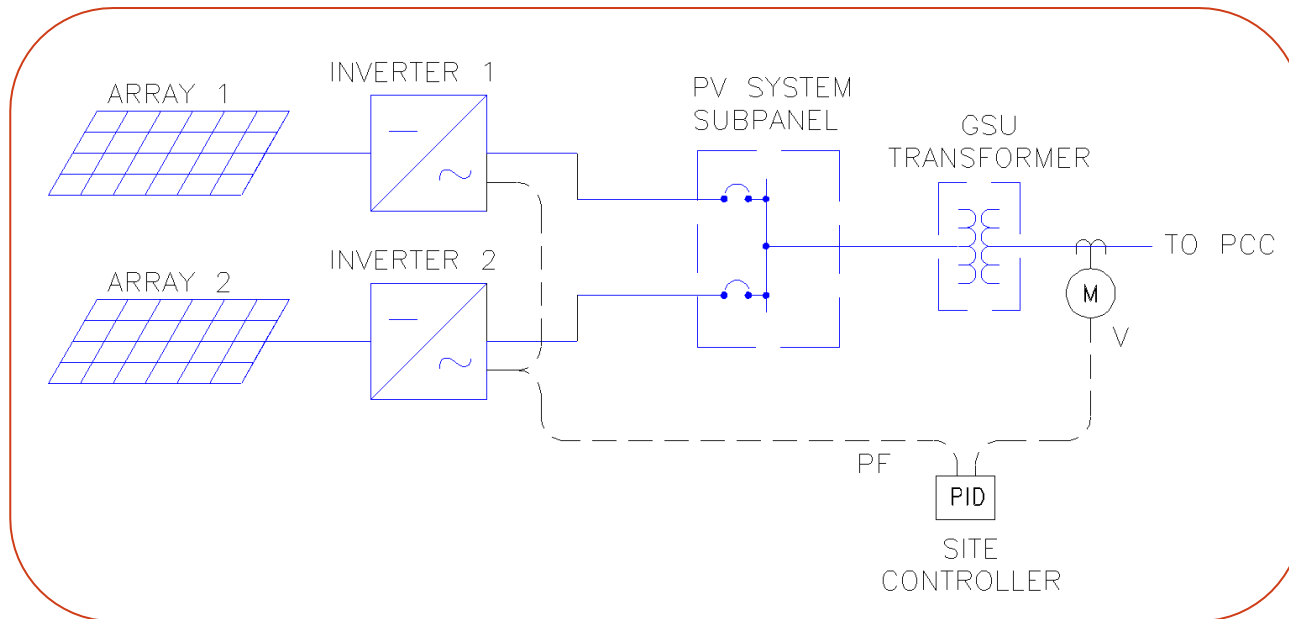 ARRAY 1
INVERTER 1
PV SYSTEM
SUBPANEL
GSU
TRANSFORMER
TO PCC
M
V
ARRAY 2
INVERTER 2
PF
PID
SITE
CONTROLLER